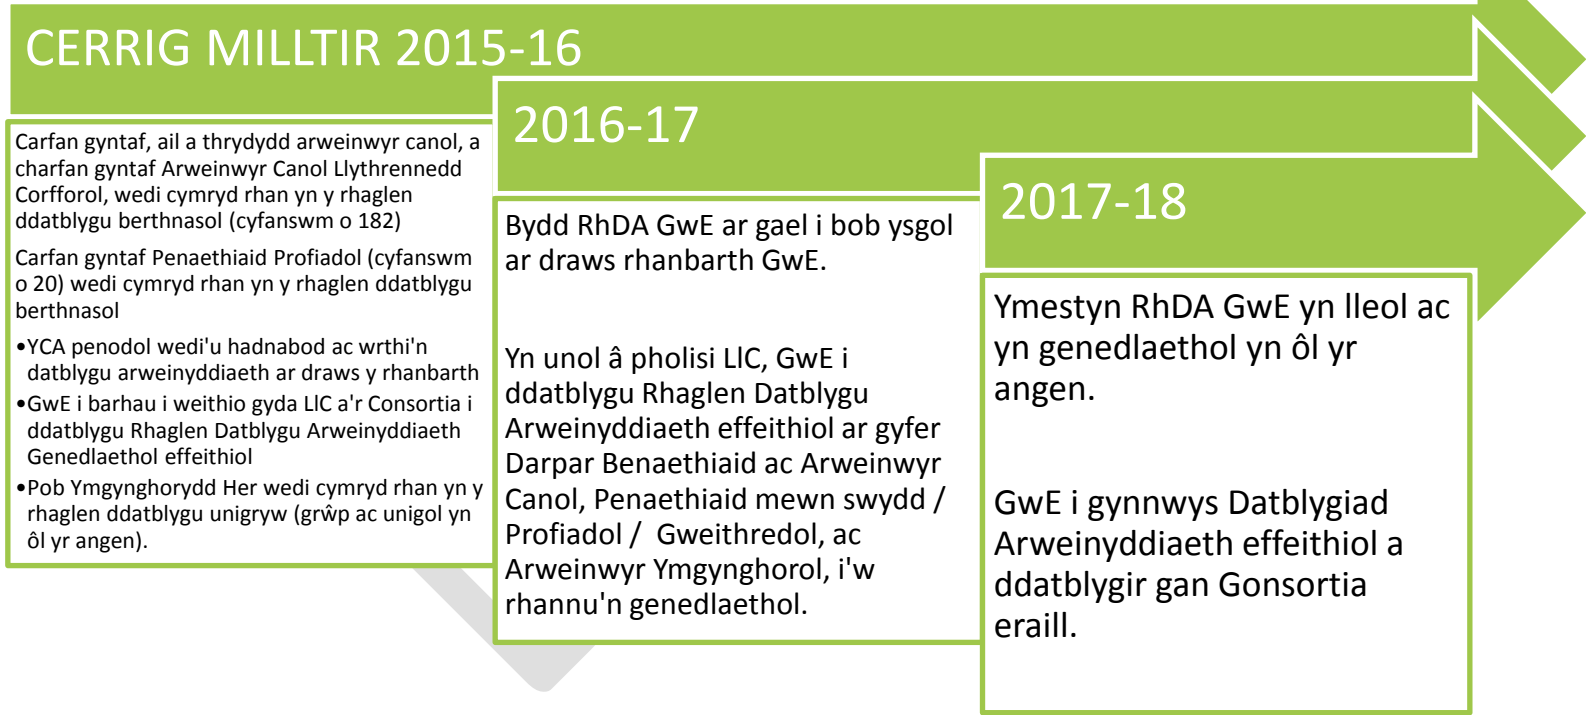 CERRIG MILLTIR 2015-16
Carfan gyntaf, ail a thrydydd arweinwyr canol, a
charfan gyntaf Arweinwyr Canol Llythrennedd
Corfforol, wedi cymryd rhan yn y rhaglen
ddatblygu berthnasol (cyfanswm o 182)
Carfan gyntaf Penaethiaid Profiadol (cyfanswm
o 20) wedi cymryd rhan yn y rhaglen ddatblygu
berthnasol
•YCA penodol wedi'u hadnabod ac wrthi'n
datblygu arweinyddiaeth ar draws y rhanbarth
•GwE i barhau i weithio gyda LlC a'r Consortia i
ddatblygu Rhaglen Datblygu Arweinyddiaeth
Genedlaethol effeithiol
•Pob Ymgynghorydd Her wedi cymryd rhan yn y
rhaglen ddatblygu unigryw (grŵp ac unigol yn
ôl yr angen).
2016-17
Bydd RhDA GwE ar gael i bob ysgol
ar draws rhanbarth GwE.
Yn unol â pholisi LlC, GwE i
ddatblygu Rhaglen Datblygu
Arweinyddiaeth effeithiol ar gyfer
Darpar Benaethiaid ac Arweinwyr
Canol, Penaethiaid mewn swydd /
Profiadol /  Gweithredol, ac
Arweinwyr Ymgynghorol, i'w
rhannu'n genedlaethol.
2017-18
Ymestyn RhDA GwE yn lleol ac
yn genedlaethol yn ôl yr
angen.
GwE i gynnwys Datblygiad
Arweinyddiaeth effeithiol a
ddatblygir gan Gonsortia
eraill.